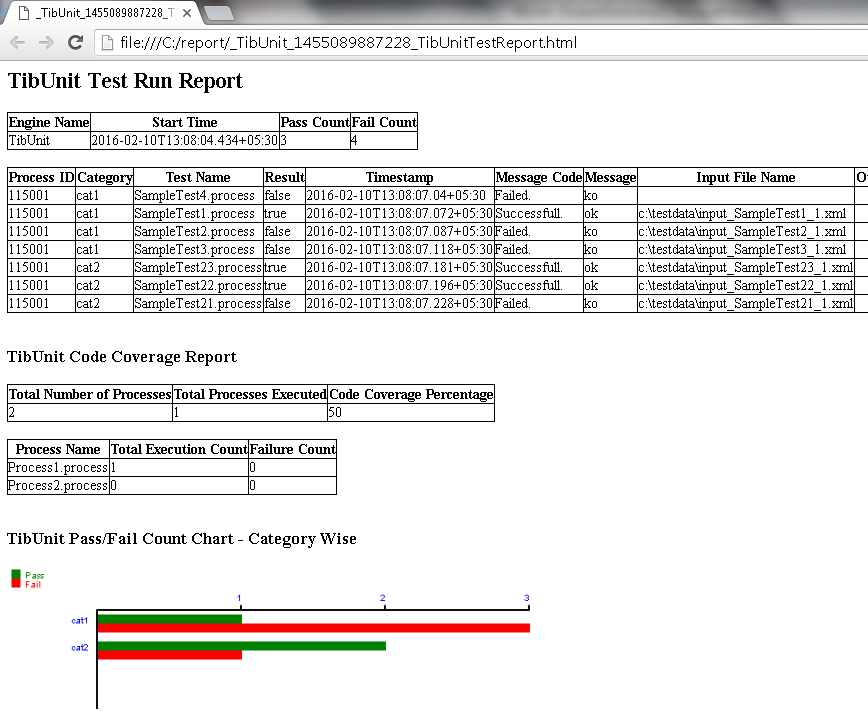 _TibUnit_1455089887228_T
file:///C:/report/_TibUnit_1455089887228_TibUnitTestReport.html
TibUnit Test Run Report
Engine Name Start Time Pass Count Fail Count
TibUnit 2016-02-10T13:08:04.434+05:30 3 4
Process ID Category Test Name Result Timestamp Message Code Message Input File Name
115001 cat1 SampleTest4.process false 2016-02-10T13:08:07.04+05:30 Failed. ko
115001 cat1 SampleTest1.process true 2016-02-10T13:08:07.072+05:30 Successfull. ok c:\testdata\input_SampleTest1_1.xml
115001 cat1 SampleTest2.process false 2016-02-10T13:08:07.087+05:30 Failed. ko c:\testdata\input_SampleTest2_1.xml
115001 cat1 SampleTest3.process false 2016-02-10T13:08:07.118+05:30 Failed. ko c:\testdata\input_SampleTest3_1.xml
115001 cat2 SampleTest23.process true 2016-02-10T13:08:07.181+05:30 Successfull. ok c:\testdata\input_SampleTest23_1.xml
115001 cat2 SampleTest22.process true 2016-02-10T13:08:07.196+05:30 Successfull. ok c:\testdata\input_SampleTest22_1.xml
115001 cat2 SampleTest21.process false 2016-02-10T13:08:07.228+05:30 Failed. ko c:\testdata\input_SampleTest21_1.xml
TibUnit Code Coverage Report
Total Number of Processes Total Processes Executed Code Coverage Percentage
2 1 50
Process Name Total Execution Count Failure Count
Process1.process 1 0
Process2.process 0 0
TibUnit Pass/Fail Count Chart - Category Wise
Pass
Fail
1 2 3
cat1
cat2